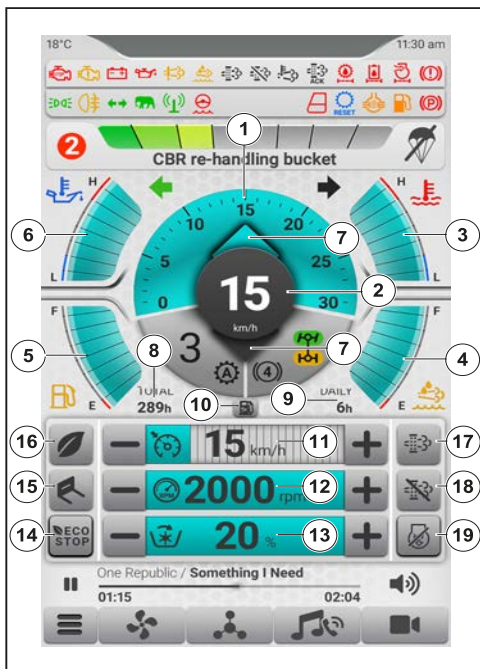 18°C 11:30 am
ACK
RESET
2
CBR re-handling bucket
1
H H
0 5 10 15 20 25 30
6 7 3
15
km/h
2
L L
F F
5 3 A 4 7 4
8 TOTAL
289h
10
9 DAILY
6h
E E
16 15 km/h 11 17
15 RPM 2000 rpm 12 18
14 ECO
STOP
20 % 13 19
One Republic / Something I Need
01:15 02:04